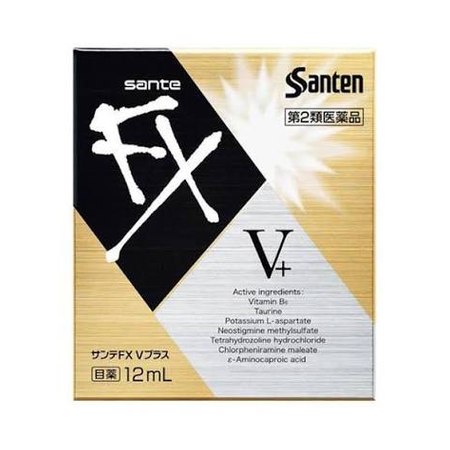 sante
FX
Santen
第2類医薬品
V+
Active ingredients:
Vitamin B6
Taurine
Potassium L-aspartate
Neostigmine methylsulfate
Tetrahydrozoline hydrochloride
Chlorpheniramine maleate
ε-Aminocaproic acid
サンテFX Vプラス
目薬 12mL